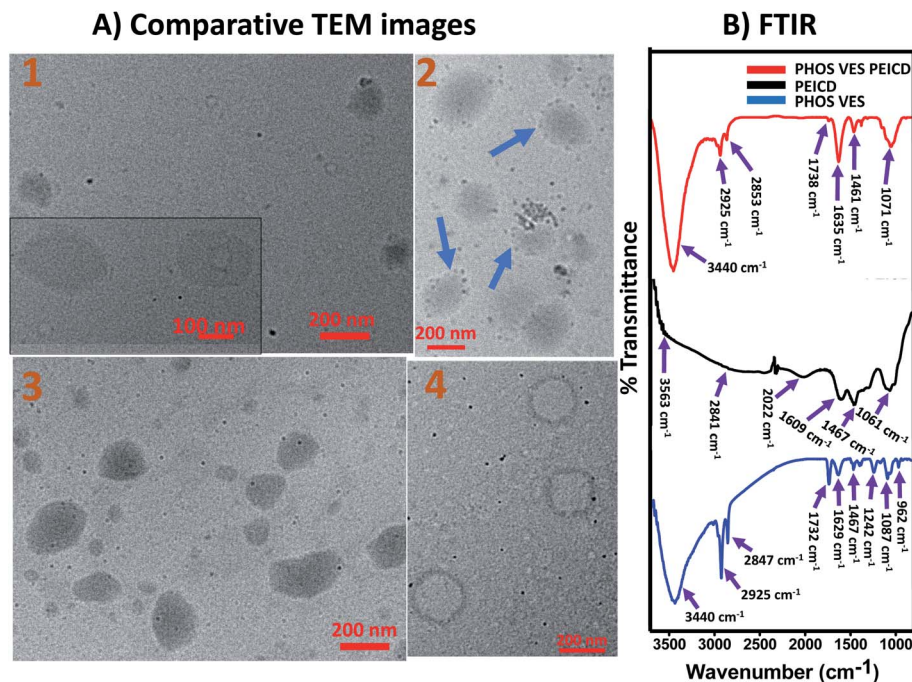 A) Comparative TEM images
1
100 nm
200 nm
2
200 nm
3
200 nm
4
200 nm
B) FTIR
PHOS VES PEICD
PEICD
PHOS VES
% Transmittance
3440 cm-1
2925 cm-1
2853 cm-1
1738 cm-1
1635 cm-1
1461 cm-1
1071 cm-1
3563 cm-1
2841 cm-1
2022 cm-1
1609 cm-1
1467 cm-1
1061 cm-1
3440 cm-1
2925 cm-1
2847 cm-1
1732 cm-1
1629 cm-1
1467 cm-1
1242 cm-1
1087 cm-1
962 cm-1
3500 3000 2500 2000 1500 1000
Wavenumber (cm-1)